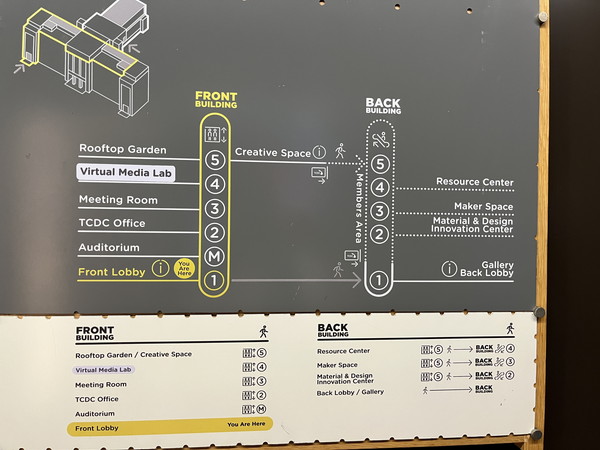 FRONT
BUILDING
BACK
BUILDING
Rooftop Garden
5
Creative Space i
5
Virtual Media Lab
4
4
Resource Center
Meeting Room
3
3
Maker Space
TCDC Office
2
2
Material & Design
Innovation Center
Members Area
Auditorium
M
Front Lobby i
You
Are
Here
1
1
i Gallery
Back Lobby
FRONT
BUILDING
Rooftop Garden / Creative Space 5
Virtual Media Lab 4
Meeting Room 3
TCDC Office 2
Auditorium M
Front Lobby You Are Here
BACK
BUILDING
Resource Center 5 BACK BUILDING 4
Maker Space 5 BACK BUILDING 3
Material & Design
Innovation Center 5 BACK BUILDING 2
Back Lobby / Gallery BACK BUILDING